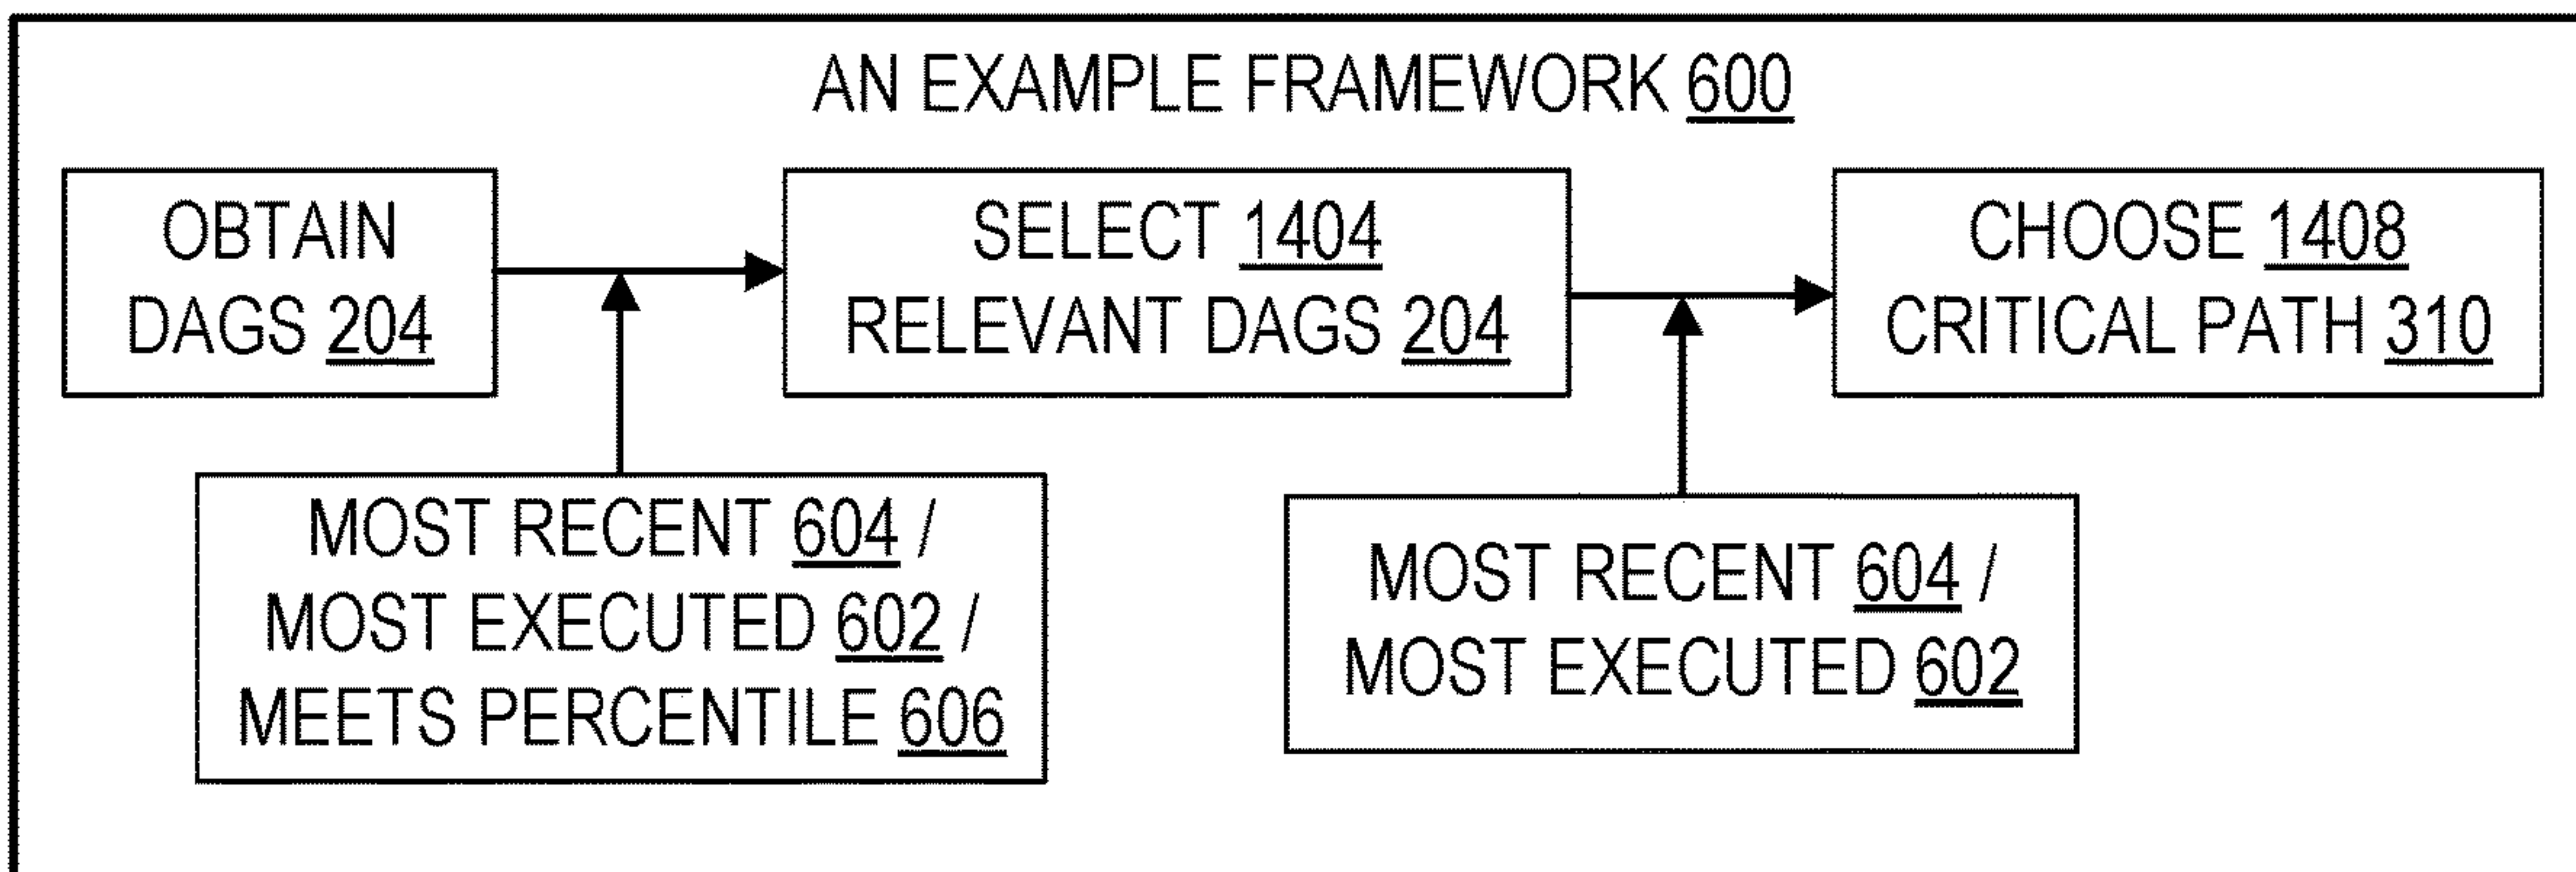 AN EXAMPLE FRAMEWORK 600
OBTAIN
DAGS 204
SELECT 1404
RELEVANT DAGS 204
CHOOSE 1408
CRITICAL PATH 310
MOST RECENT 604 /
MOST EXECUTED 602 /
MEETS PERCENTILE 606
MOST RECENT 604 /
MOST EXECUTED 602